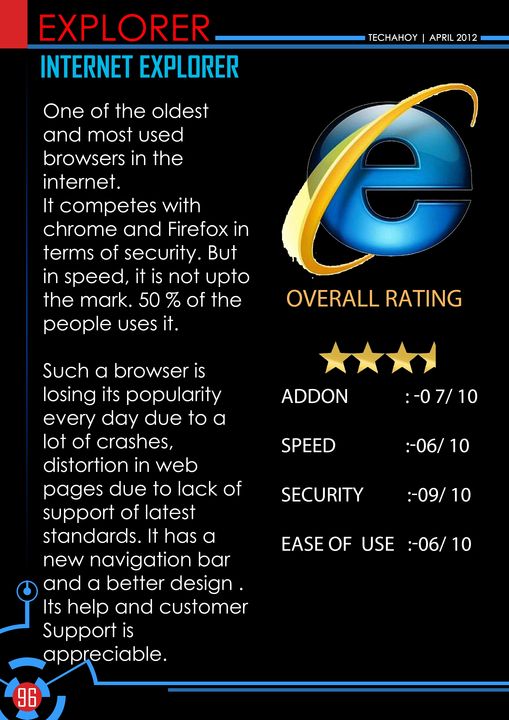 EXPLORER
TECHAHOY | APRIL 2012
INTERNET EXPLORER
One of the oldest
and most used
browsers in the
internet.
It competes with
chrome and Firefox in
terms of security. But
in speed, it is not upto
the mark. 50 % of the
people uses it.
Such a browser is
losing its popularity
every day due to a
lot of crashes,
distortion in web
pages due to lack of
support of latest
standards. It has a
new navigation bar
and a better design .
Its help and customer
Support is
appreciable.
OVERALL RATING
ADDON :-0 7/ 10
SPEED :-06/ 10
SECURITY :-09/ 10
EASE OF USE :-06/ 10
96